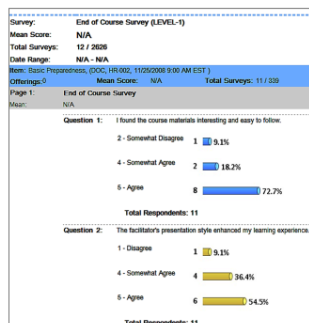 Survey: End of Course Survey (LEVEL-1)
Mean Score: N/A
Total Surveys: 12 / 2626
Date Range: N/A - N/A
Item: Basic Preparedness, (DOC, HR-002, 11/25/2008 9:00 AM EST )
Offerings:0 Mean Score: N/A Total Surveys: 11 / 339
Page 1: End of Course Survey
Mean: N/A
Question 1: I found the course materials interesting and easy to follow.
2 - Somewhat Disagree 1 9.1%
4 - Somewhat Agree 2 18.2%
5 - Agree 8 72.7%
Total Respondents: 11
Question 2: The facilitator's presentation style enhanced my learning experience.
1 - Disagree 1 9.1%
4 - Somewhat Agree 4 36.4%
5 - Agree 6 54.5%
Total Respondents: 11